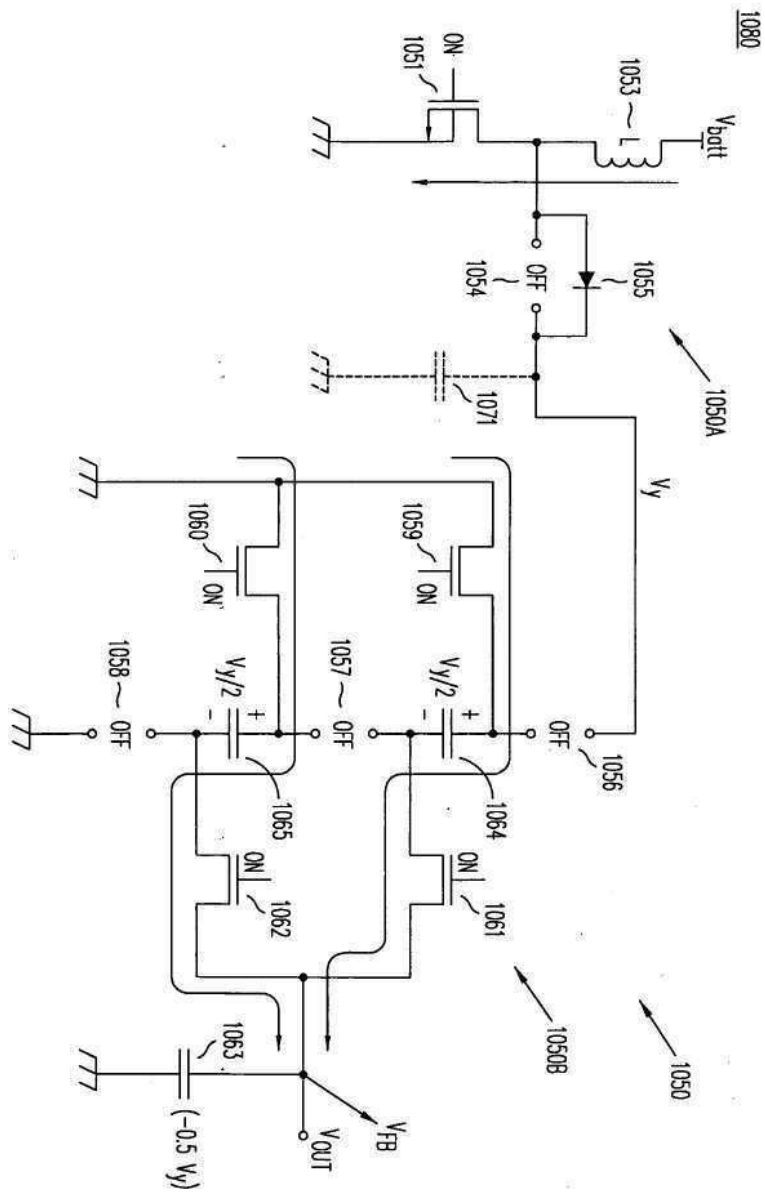 1080
V_batt
1053
L
1051
ON
1054
OFF
1055
1050A
1071
V_y
1060
ON
1059
ON
1058
OFF
V_y/2
-
+
1065
1057
OFF
V_y/2
-
+
1064
OFF
1056
ON
1062
ON
1061
1050B
1050
1063
(-0.5 V_y)
V_OUT
V_FB